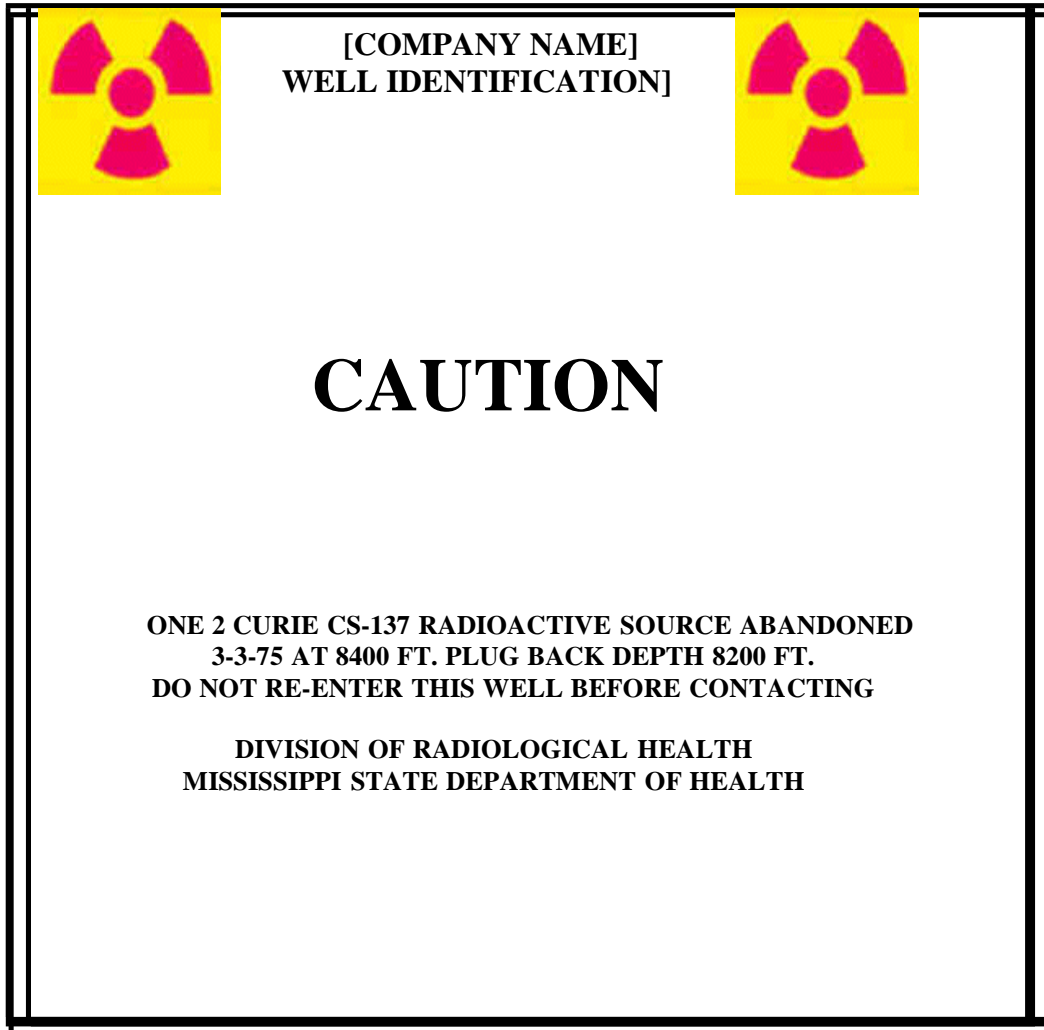 [COMPANY NAME]
WELL IDENTIFICATION]
CAUTION
ONE 2 CURIE CS-137 RADIOACTIVE SOURCE ABANDONED
3-3-75 AT 8400 FT. PLUG BACK DEPTH 8200 FT.
DO NOT RE-ENTER THIS WELL BEFORE CONTACTING
DIVISION OF RADIOLOGICAL HEALTH
MISSISSIPPI STATE DEPARTMENT OF HEALTH